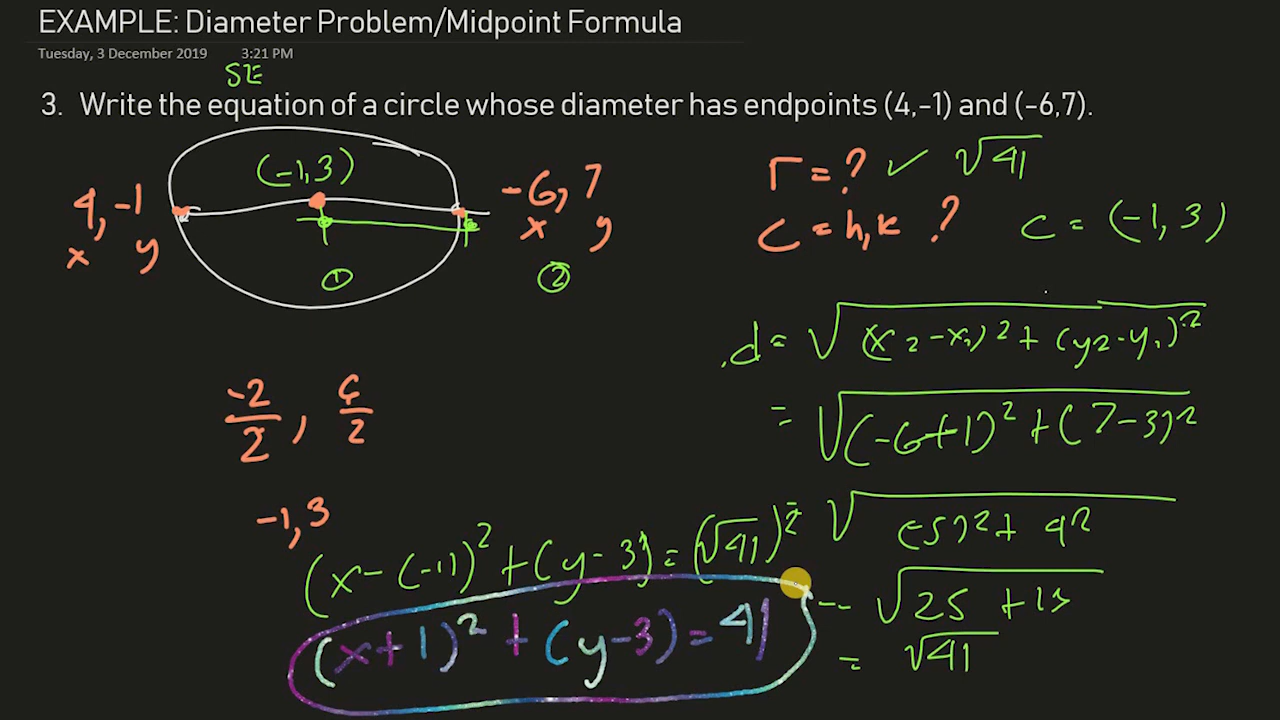 EXAMPLE: Diameter Problem/Midpoint Formula
Tuesday, 3 December 2019 3:21 PM
SE
3. Write the equation of a circle whose diameter has endpoints (4,-1) and (-6,7).
(-1,3)
4,-1
x y
-6, 7
x y
① ②
r = ? ✓ √41
c = h,k ? c = (-1, 3)
d = √(x2-x1)2 + (y2-y1)2
= √(-6+1)2 + (7-3)2
√(-5)2 + 42
= √25 +
= √41
-2/2 , 6/2
-1,3
(x-(-1))2 + (y-3) = (√41)2
(x+1)2 + (y-3) = 41